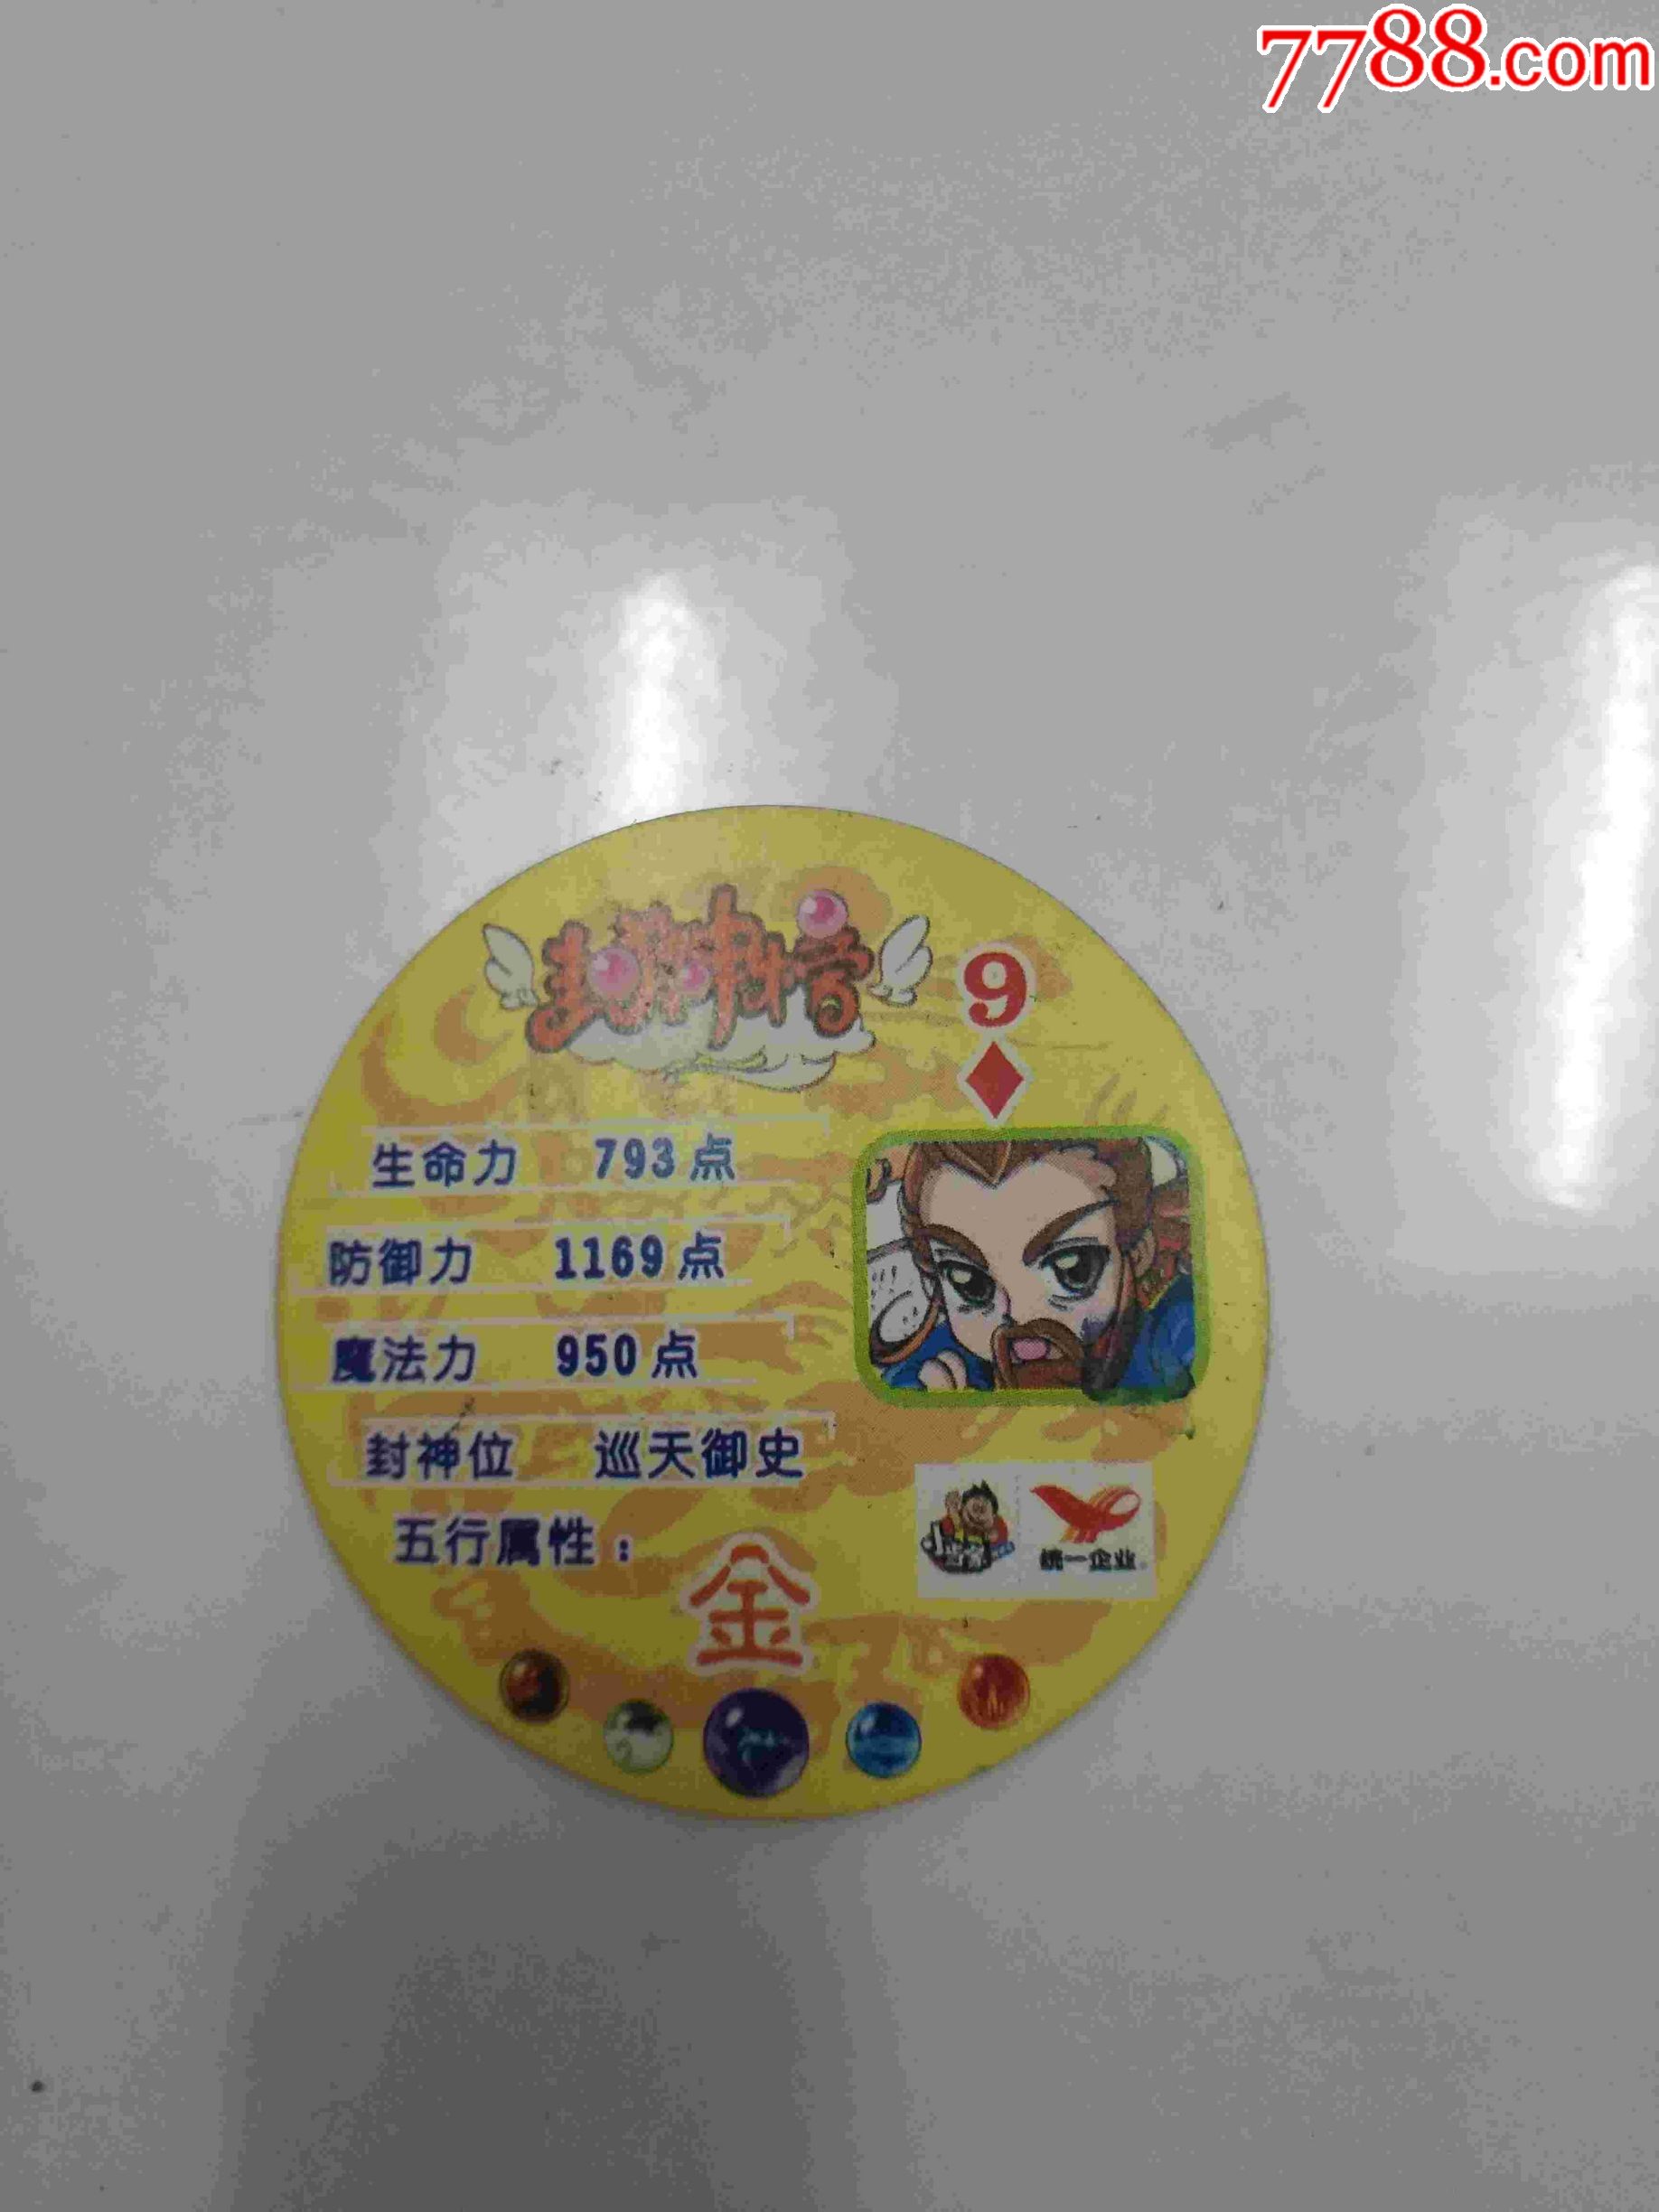 7788.com
封神榜
9
生命力 793点
防御力 1169点
魔法力 950点
封神位 巡天御史
五行属性：
金
统一企业